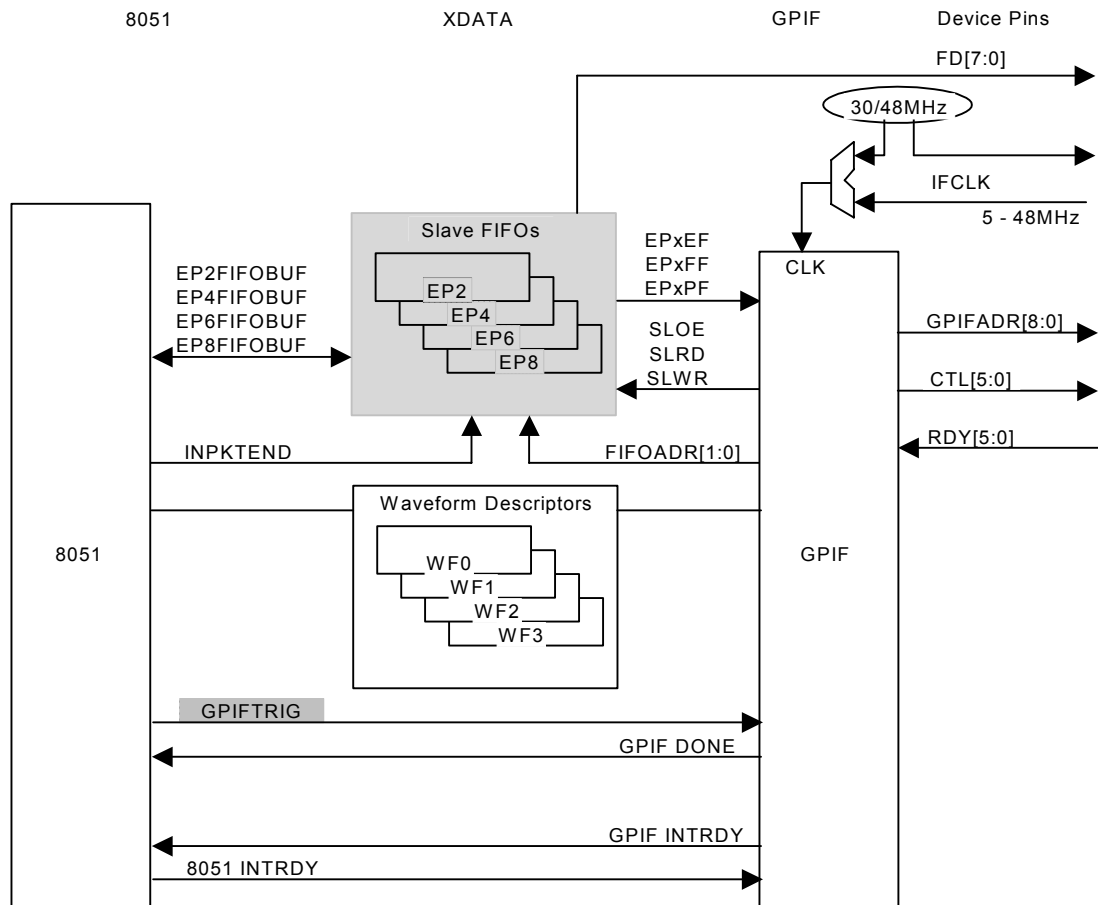 8051 XDATA GPIF Device Pins
FD[7:0]
30/48MHz
IFCLK
5 - 48MHz
Slave FIFOs
EP2
EP4
EP6
EP8
EP2FIFOBUF
EP4FIFOBUF
EP6FIFOBUF
EP8FIFOBUF
EPxEF
EPxFF
EPxPF
SLOE
SLRD
SLWR
CLK
GPIFADR[8:0]
CTL[5:0]
RDY[5:0]
INPKTEND
FIFOADR[1:0]
Waveform Descriptors
WF0
WF1
WF2
WF3
8051
GPIF
GPIFTRIG
GPIF DONE
GPIF INTRDY
8051 INTRDY